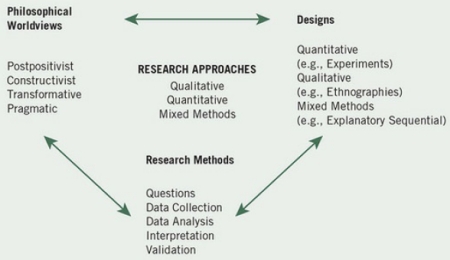 Philosophical
Worldviews
Postpositivist
Constructivist
Transformative
Pragmatic
RESEARCH APPROACHES
Qualitative
Quantitative
Mixed Methods
Designs
Quantitative
(e.g., Experiments)
Qualitative
(e.g., Ethnographies)
Mixed Methods
(e.g., Explanatory Sequential)
Research Methods
Questions
Data Collection
Data Analysis
Interpretation
Validation